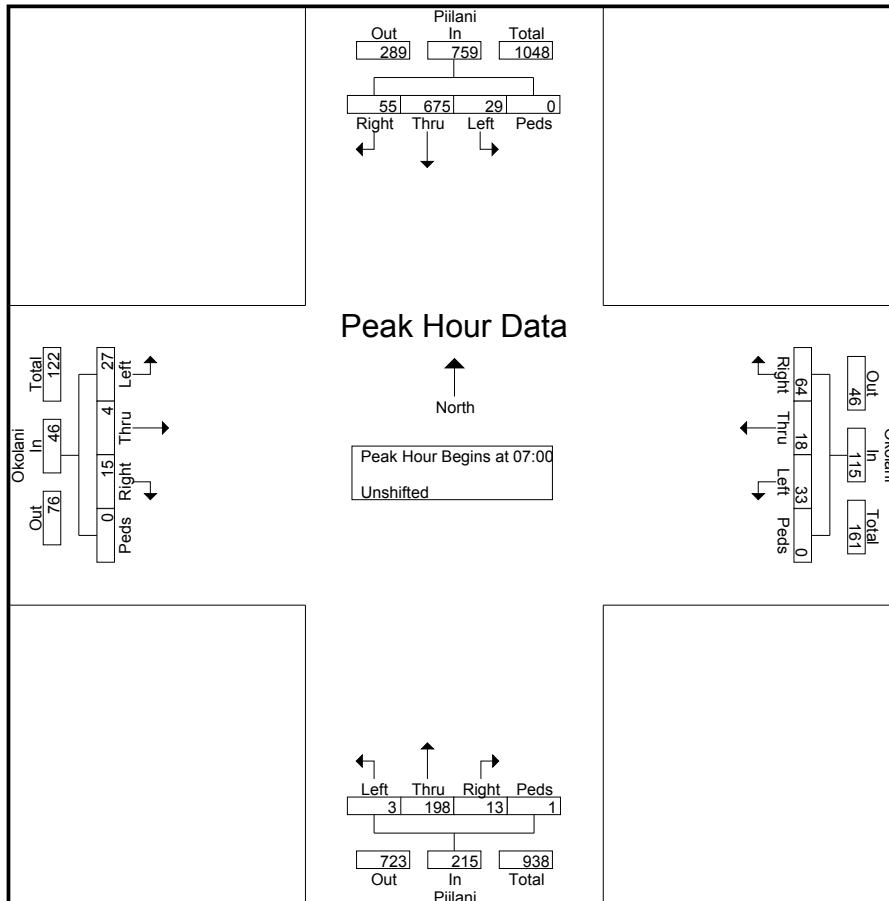 Piilani
Out In Total
289 759 1048
55 675 29 0
Right Thru Left Peds
Peak Hour Data
North
Peak Hour Begins at 07:00
Unshifted
Okolani
Total In Out
122 46 76
27 4 15 0
Left Thru Right Peds
Right Thru Left Peds
64 18 33 0
Out In Total
46 115 161
Okolani
Left Thru Right Peds
3 198 13 1
723 215 938
Out In Total
Piilani